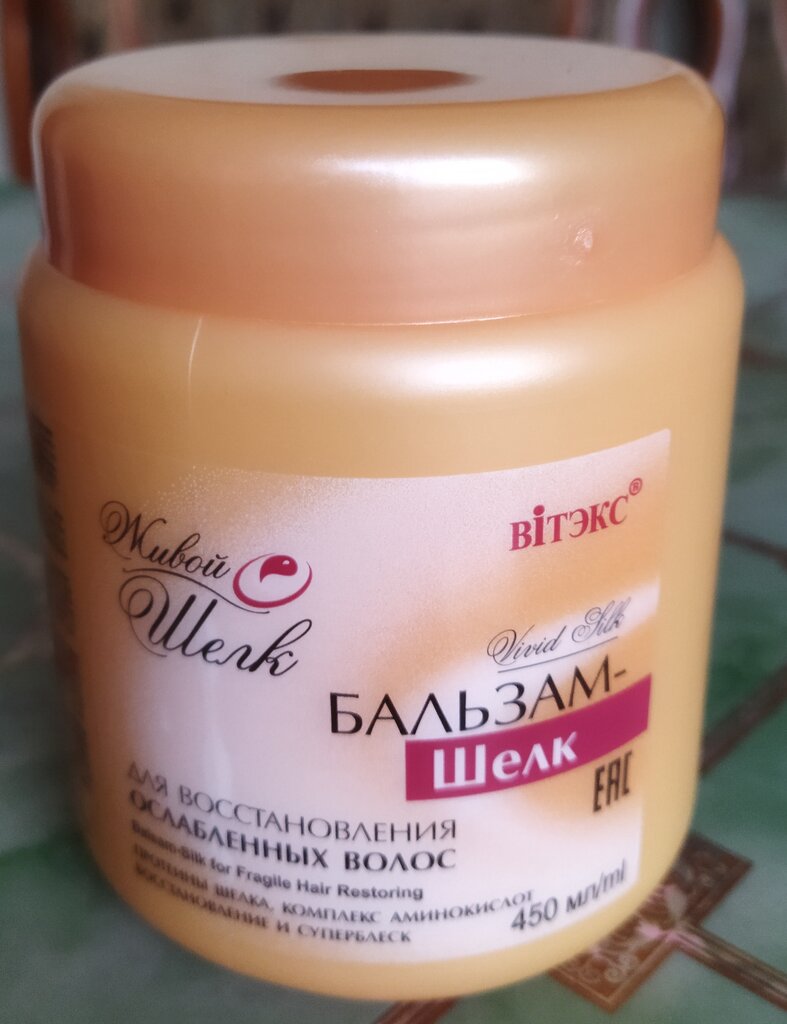 Живой
Шелк
вітэкс®
Vivid Silk
БАЛЬЗАМ-
Шелк
EAC
ДЛЯ ВОССТАНОВЛЕНИЯ
ОСЛАБЛЕННЫХ ВОЛОС
Balsam-Silk for Fragile Hair Restoring
ПРОТЕИНЫ ШЕЛКА, КОМПЛЕКС АМИНОКИСЛОТ
ВОССТАНОВЛЕНИЕ И СУПЕРБЛЕСК
450 мл/ml